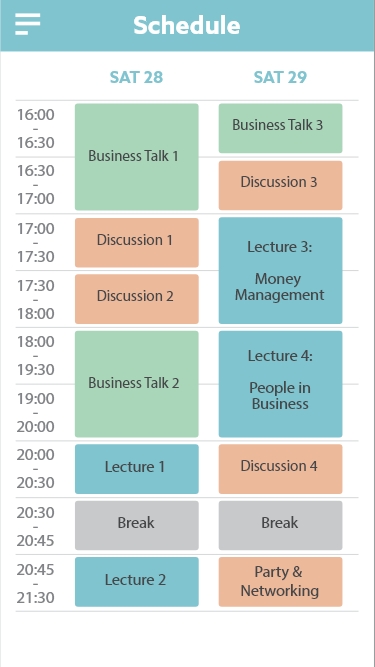 Schedule
SAT 28 SAT 29
16:00
-
16:30
Business Talk 1
Business Talk 3
16:30
-
17:00
Discussion 3
17:00
-
17:30
Discussion 1
Lecture 3:
Money
Management
17:30
-
18:00
Discussion 2
18:00
-
19:30
Business Talk 2
Lecture 4:
People in
Business
19:00
-
20:00
20:00
-
20:30
Lecture 1
Discussion 4
20:30
-
20:45
Break
Break
20:45
-
21:30
Lecture 2
Party &
Networking